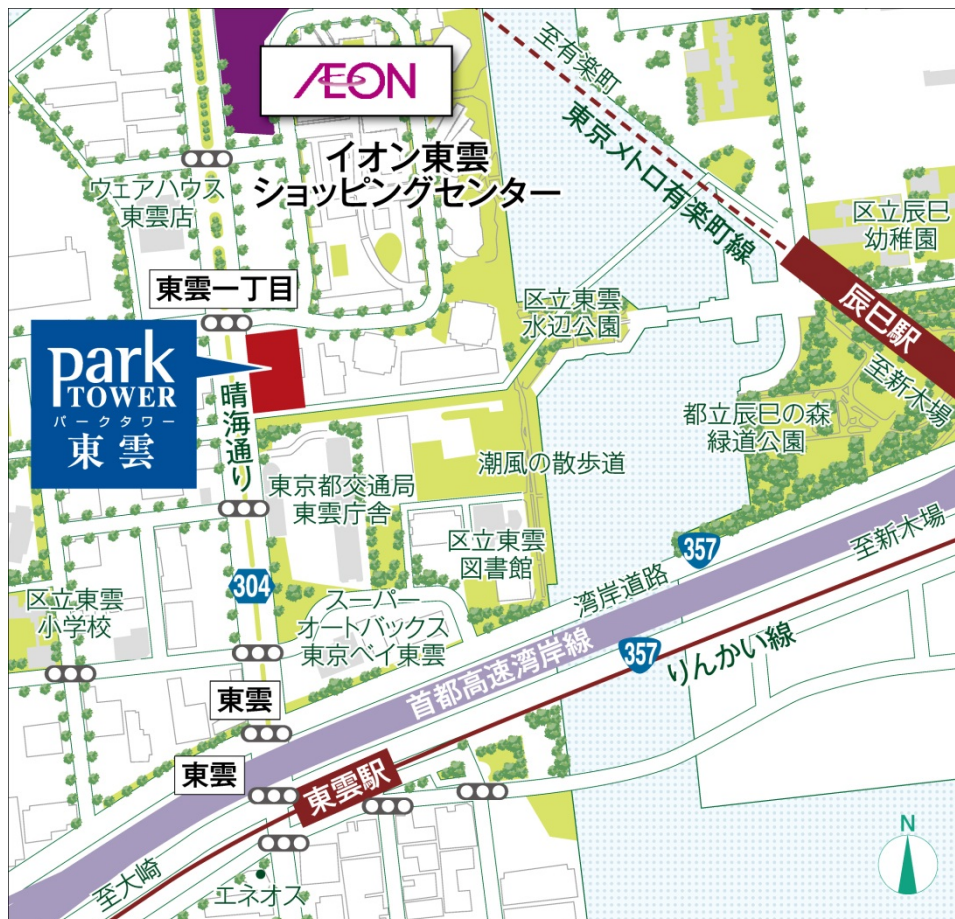 ÆON
イオン東雲
ショッピングセンター
至有楽町
東京メトロ有楽町線
ウェアハウス
東雲店
区立辰巳
幼稚園
東雲一丁目
区立東雲
水辺公園
辰巳駅
至新木場
park
TOWER
パークタワー
東雲
晴海通り
都立辰巳の森
緑道公園
潮風の散歩道
東京都交通局
東雲庁舎
区立東雲
図書館
357
至新木場
304
湾岸道路
区立東雲
小学校
スーパー
オートバックス
東京ベイ東雲
首都高速湾岸線
357
りんかい線
東雲
東雲
東雲駅
至大崎
エネオス
N